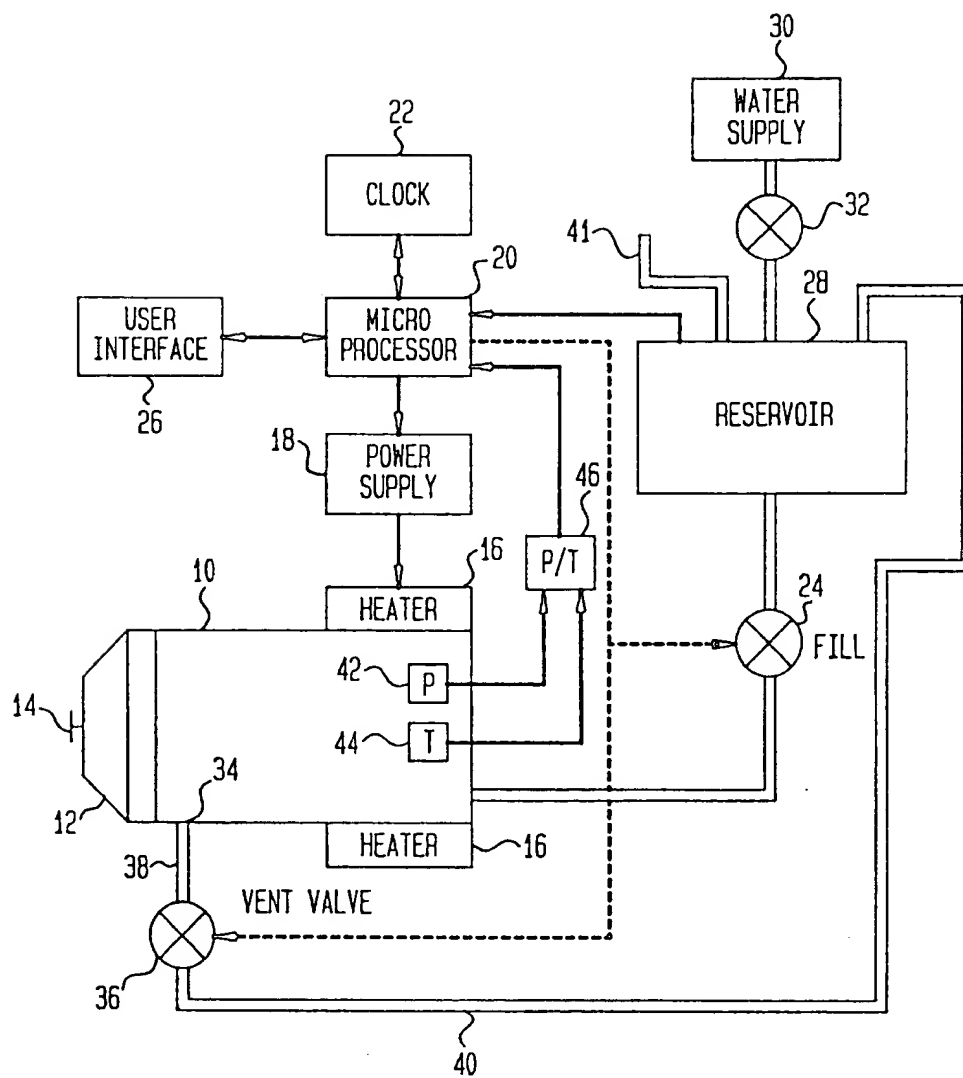 30
WATER
SUPPLY
22
CLOCK
32
41
20
28
USER
INTERFACE
MICRO
PROCESSOR
26
RESERVOIR
18
POWER
SUPPLY
46
P/T
16
10
HEATER
24
FILL
42
P
14
44
T
34
12
HEATER
16
38
VENT VALVE
36
40